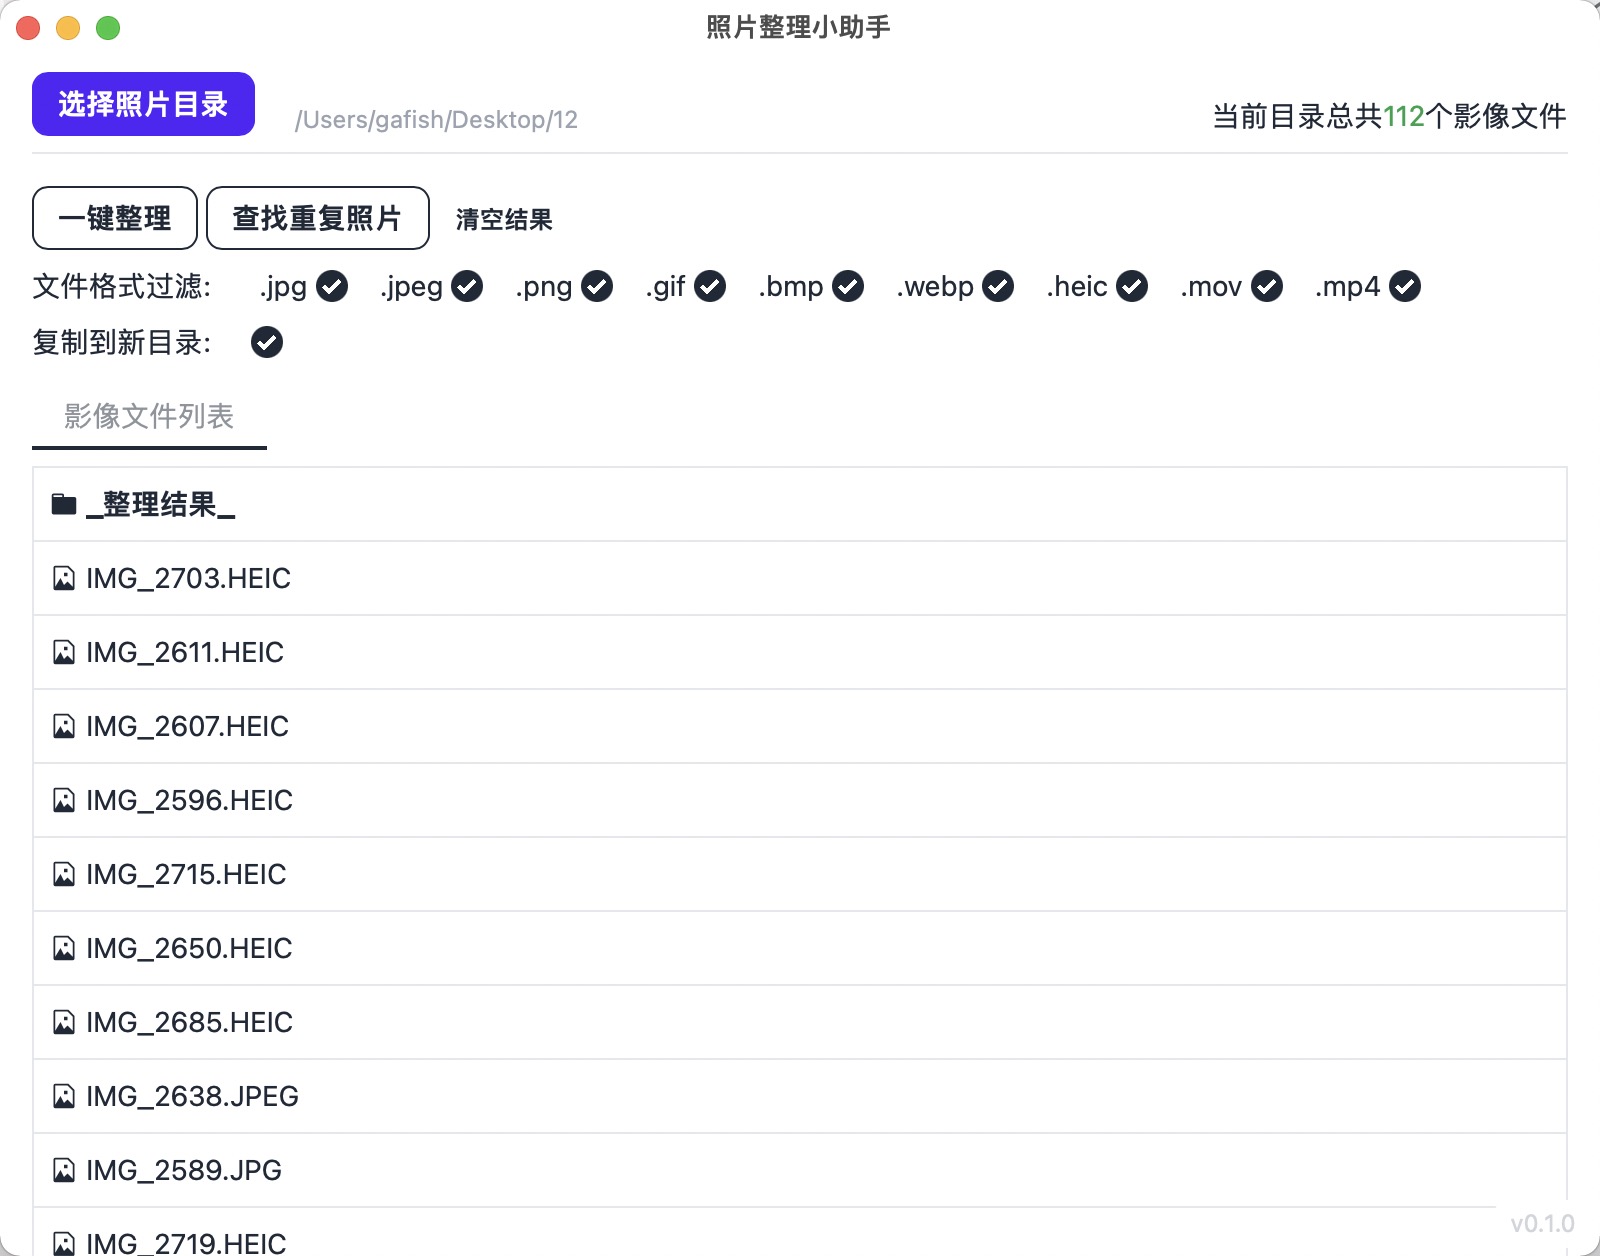 照片整理小助手
选择照片目录 /Users/gafish/Desktop/12 当前目录总共112个影像文件
一键整理 查找重复照片 清空结果
文件格式过滤: .jpg .jpeg .png .gif .bmp .webp .heic .mov .mp4
复制到新目录:
影像文件列表
_整理结果_
IMG_2703.HEIC
IMG_2611.HEIC
IMG_2607.HEIC
IMG_2596.HEIC
IMG_2715.HEIC
IMG_2650.HEIC
IMG_2685.HEIC
IMG_2638.JPEG
IMG_2589.JPG
IMG_2719.HEIC
v0.1.0